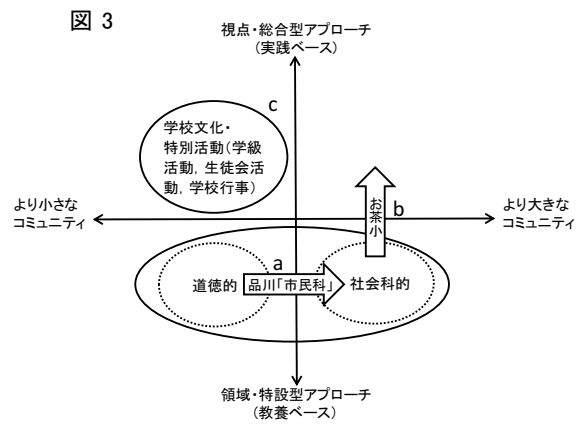 図 3
視点・総合型アプローチ
(実践ベース)
c
学校文化・
特別活動(学級
活動, 生徒会活
動, 学校行事)
より小さな
コミュニティ
お茶小
b
より大きな
コミュニティ
a
道徳的
品川「市民科」
社会科的
領域・特設型アプローチ
(教養ベース)